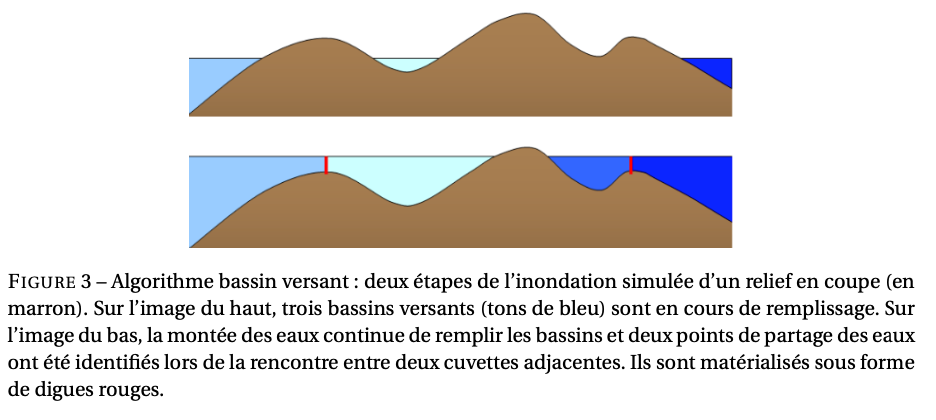 FIGURE 3 – Algorithme bassin versant : deux étapes de l'inondation simulée d'un relief en coupe (en
marron). Sur l'image du haut, trois bassins versants (tons de bleu) sont en cours de remplissage. Sur
l'image du bas, la montée des eaux continue de remplir les bassins et deux points de partage des eaux
ont été identifiés lors de la rencontre entre deux cuvettes adjacentes. Ils sont matérialisés sous forme
de digues rouges.